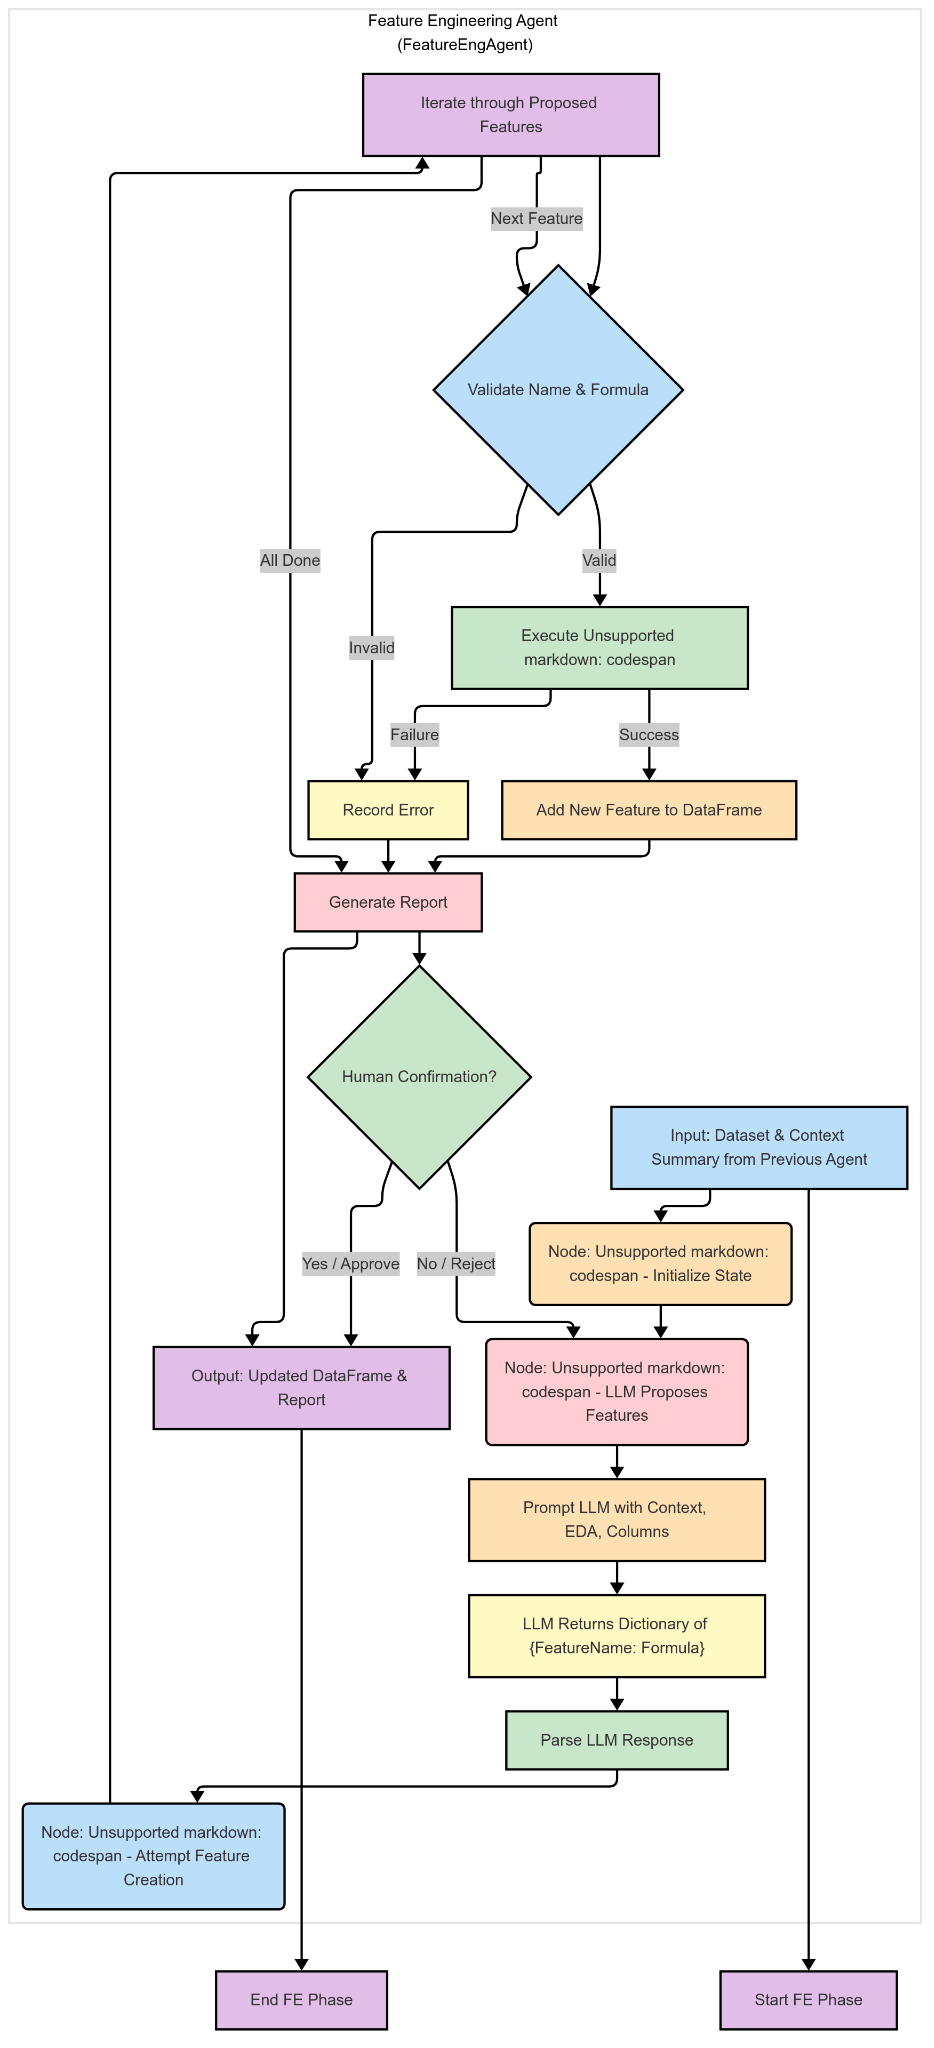 Feature Engineering Agent
(FeatureEngAgent)
Iterate through Proposed
Features
Next Feature
Validate Name & Formula
All Done
Valid
Invalid
Execute Unsupported
markdown: codespan
Failure
Success
Record Error
Add New Feature to DataFrame
Generate Report
Human Confirmation?
Input: Dataset & Context
Summary from Previous Agent
Yes / Approve
No / Reject
Node: Unsupported markdown:
codespan - Initialize State
Output: Updated DataFrame &
Report
Node: Unsupported markdown:
codespan - LLM Proposes
Features
Prompt LLM with Context,
EDA, Columns
LLM Returns Dictionary of
{FeatureName: Formula}
Parse LLM Response
Node: Unsupported markdown:
codespan - Attempt Feature
Creation
End FE Phase
Start FE Phase